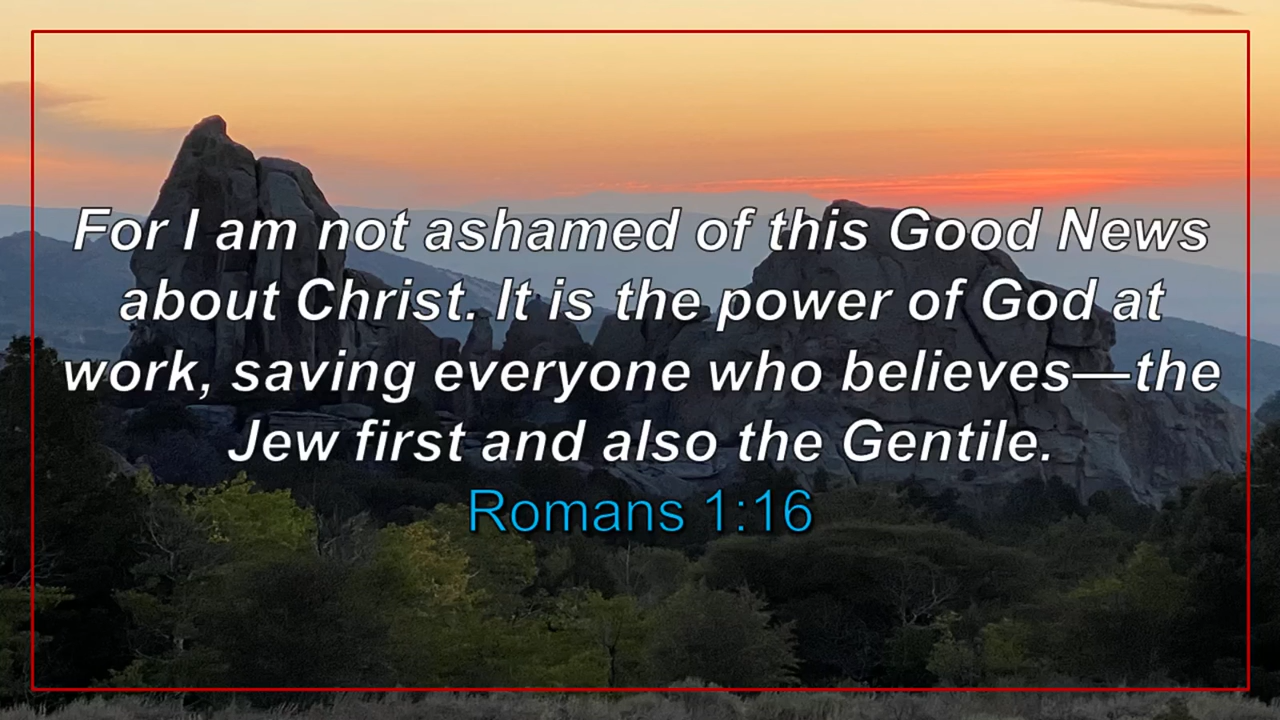 For I am not ashamed of this Good News
about Christ. It is the power of God at
work, saving everyone who believes—the
Jew first and also the Gentile.
Romans 1:16